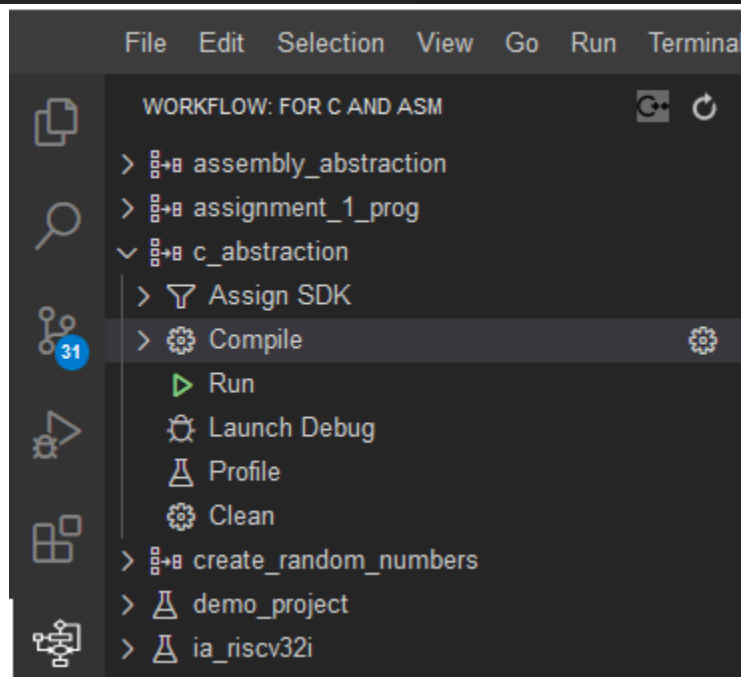 File Edit Selection View Go Run Terminal
WORKFLOW: FOR C AND ASM
assembly_abstraction
assignment_1_prog
c_abstraction
Assign SDK
Compile
31
Run
Launch Debug
Profile
Clean
create_random_numbers
demo_project
ia_riscv32i